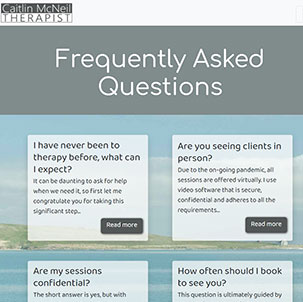 Caitlin McNeil
THERAPIST
Frequently Asked
Questions
I have never been to
therapy before, what can
I expect?
It can be daunting to ask for help
when we need it, so first let me
congratulate you for taking this
significant step...
Read more
Are you seeing clients in
person?
Due to the on-going pandemic, all
sessions are offered virtually. I use
video software that is secure,
confidential and adheres to all the
requirements...
Read more
Are my sessions
confidential?
The short answer is yes, but with
How often should I book
to see you?
This question is ultimately guided by